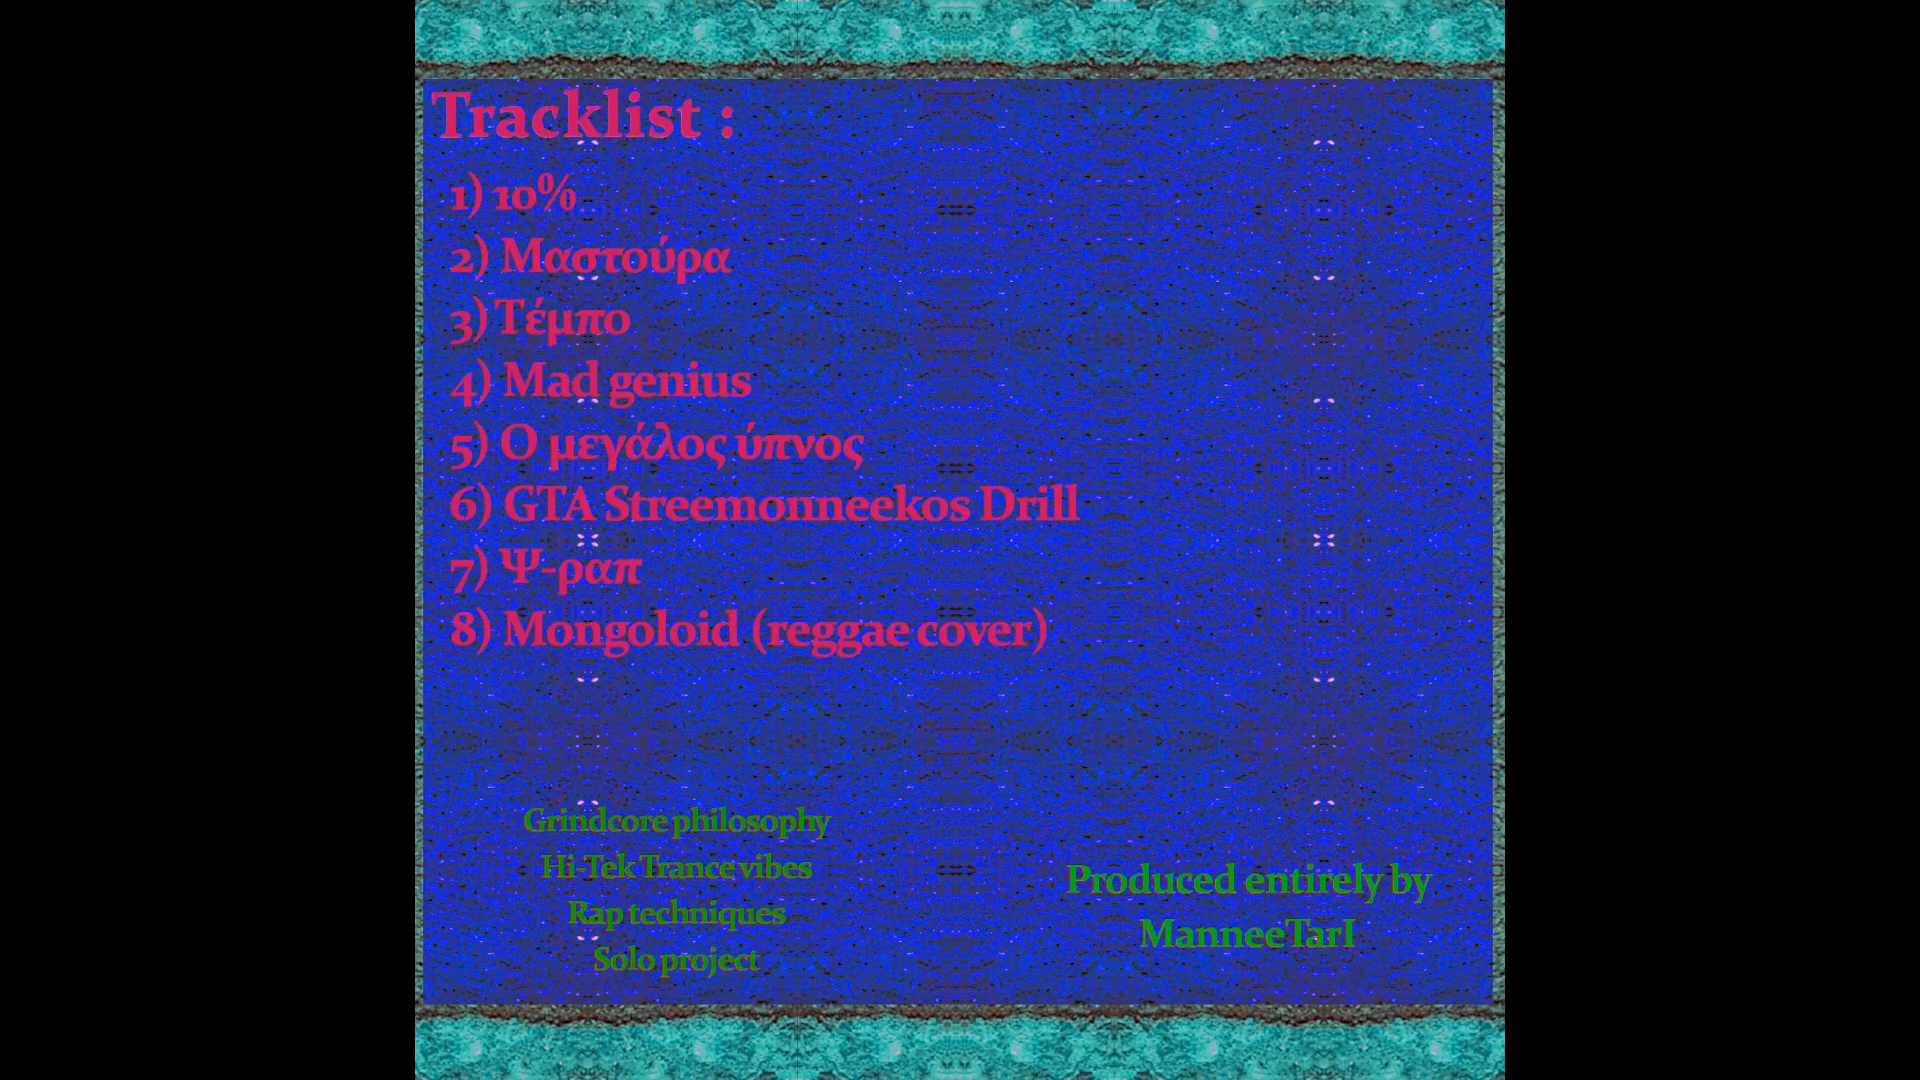 Tracklist :
1) 10%
2) Μαστούρα
3) Τέμπο
4) Mad genius
5) Ο μεγάλος ύπνος
6) GTA Streemonneekos Drill
7) Ψ-ραπ
8) Mongoloid (reggae cover)
Grindcore philosophy
Hi-Tek Trance vibes
Rap techniques
Solo project
Produced entirely by
ManneeTarI